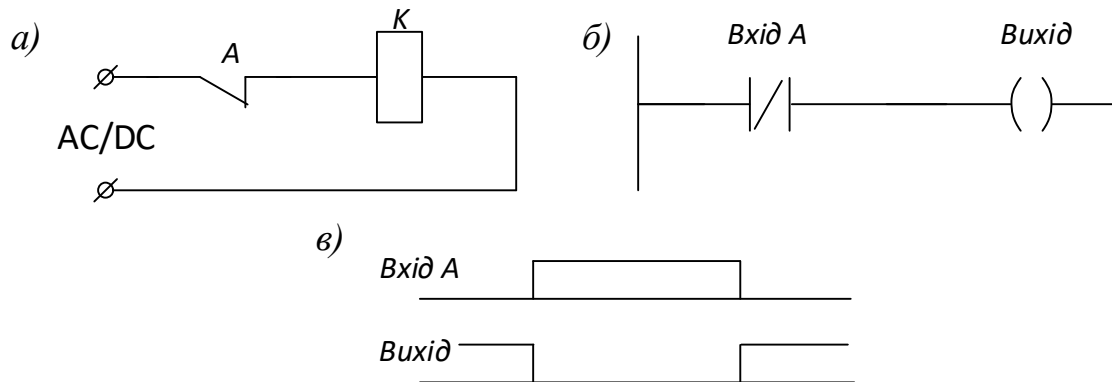 а)
A
K
AC/DC
б)
Вхід А
Вихід
в)
Вхід А
Вихід